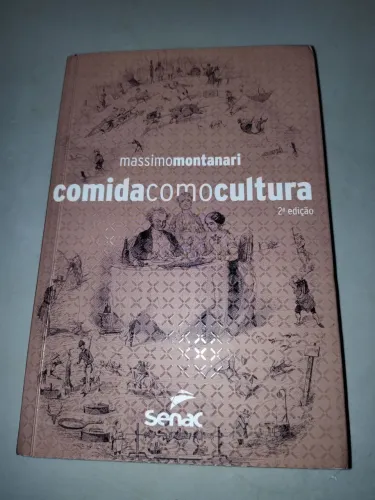 massimomontanari
comidacomocultura
2ª edição
Senac